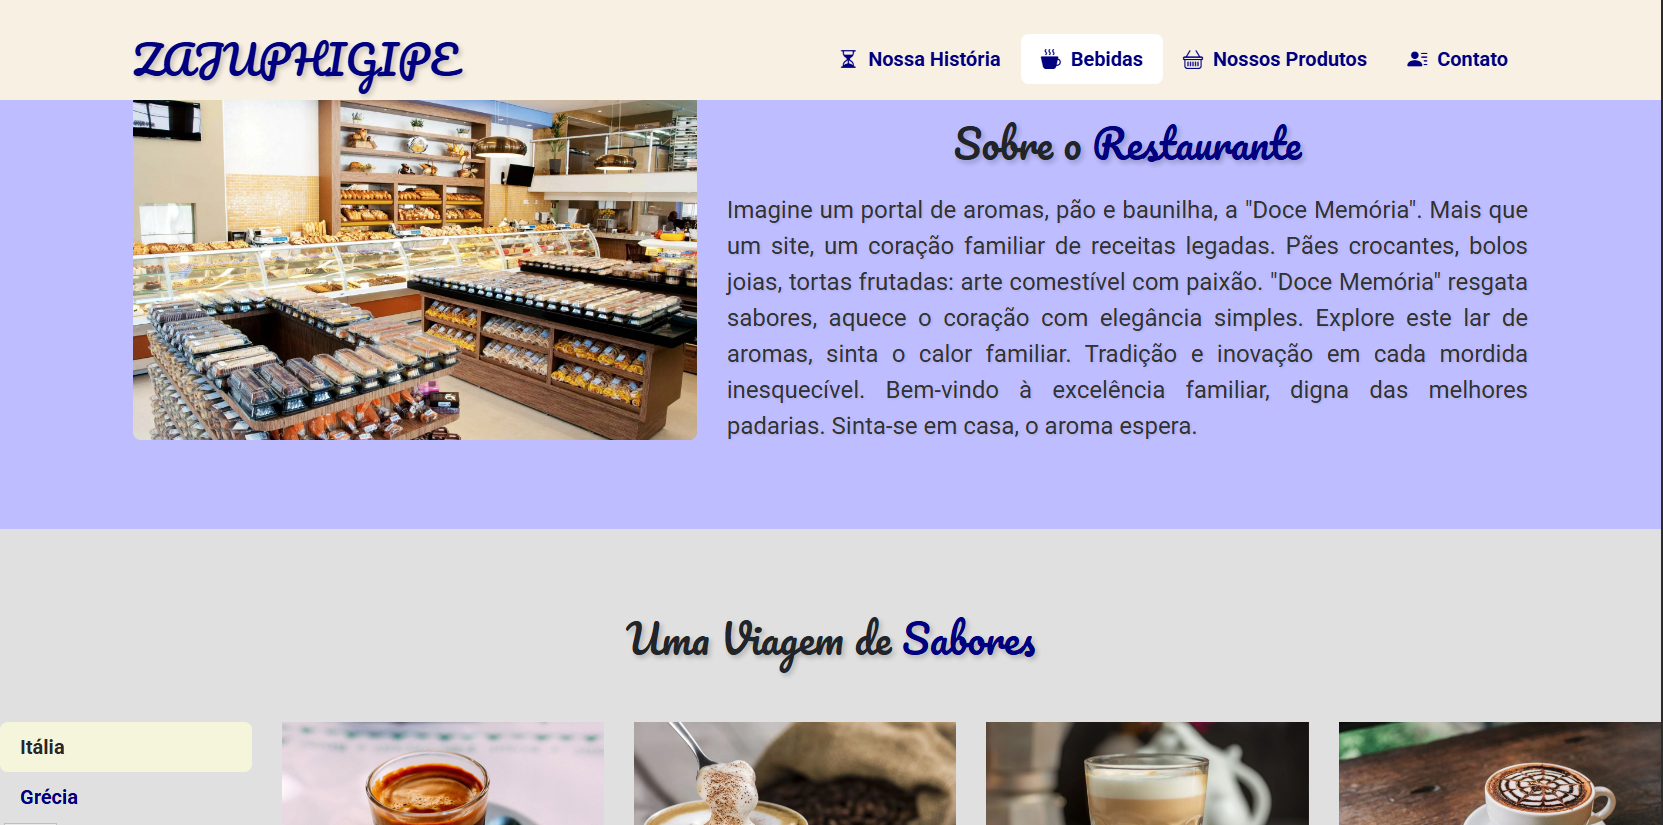 ZAJUPHIGIPE
Nossa História
Bebidas
Nossos Produtos
Contato
Sobre o Restaurante
Imagine um portal de aromas, pão e baunilha, a "Doce Memória". Mais que
um site, um coração familiar de receitas legadas. Pães crocantes, bolos
joias, tortas frutadas: arte comestível com paixão. "Doce Memória" resgata
sabores, aquece o coração com elegância simples. Explore este lar de
aromas, sinta o calor familiar. Tradição e inovação em cada mordida
inesquecível. Bem-vindo à excelência familiar, digna das melhores
padarias. Sinta-se em casa, o aroma espera.
Uma Viagem de Sabores
Itália
Grécia